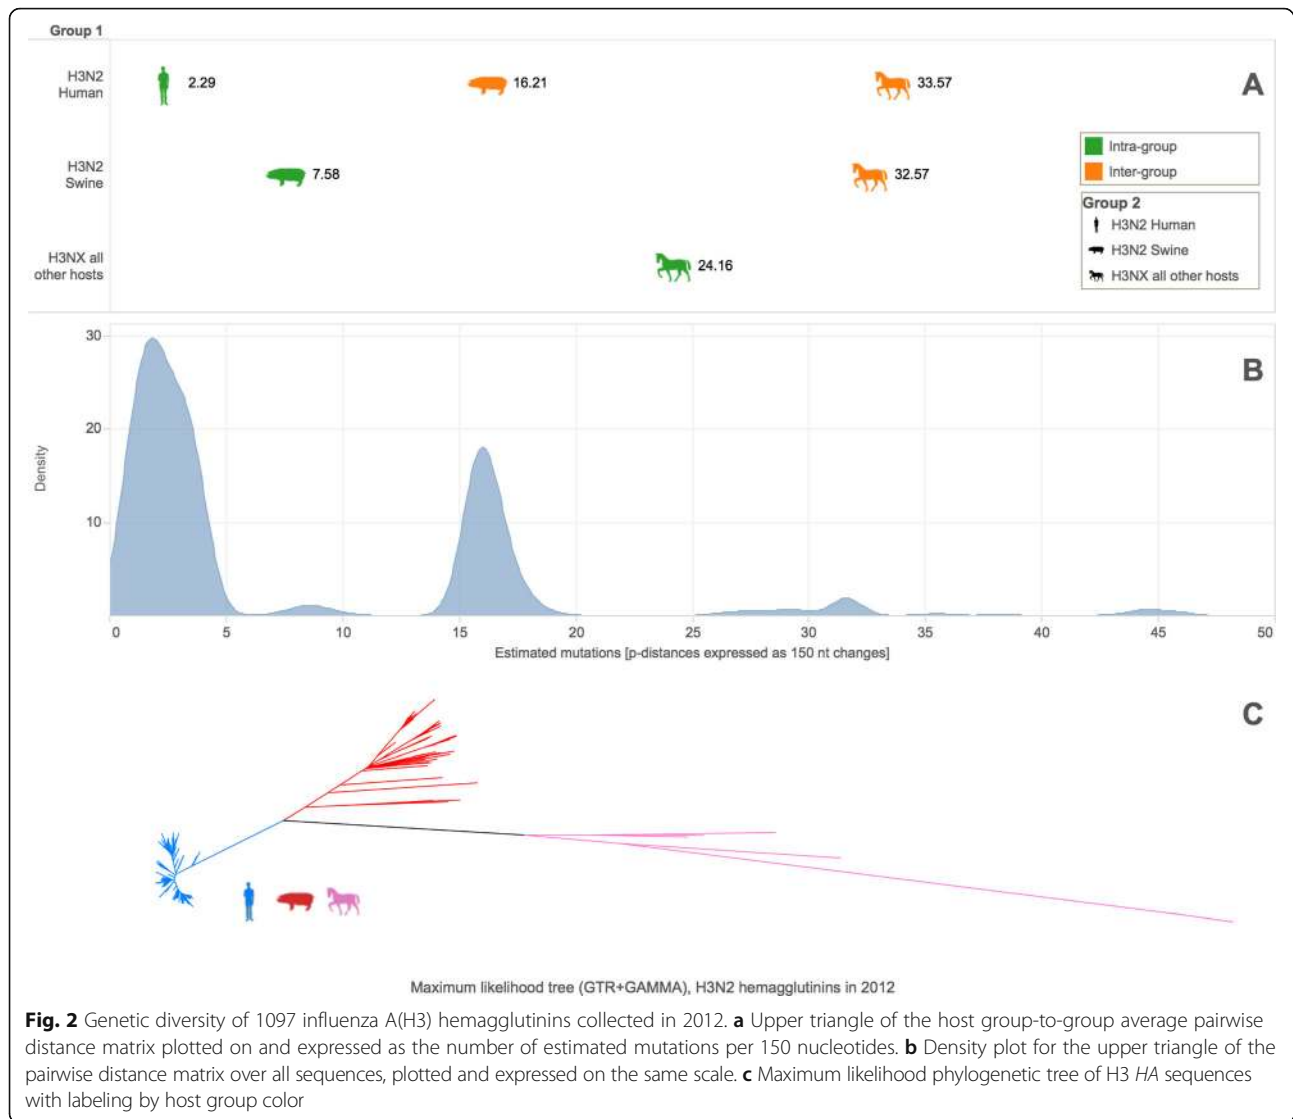 Group 1
H3N2
Human
2.29
16.21
33.57
A
H3N2
Swine
7.58
32.57
Intra-group
Inter-group
Group 2
H3N2 Human
H3N2 Swine
H3NX all other hosts
H3NX all
other hosts
24.16
B
Density
30
20
10
0 5 10 15 20 25 30 35 40 45 50
Estimated mutations [p-distances expressed as 150 nt changes]
C
Maximum likelihood tree (GTR+GAMMA), H3N2 hemagglutinins in 2012
Fig. 2 Genetic diversity of 1097 influenza A(H3) hemagglutinins collected in 2012. a Upper triangle of the host group-to-group average pairwise
distance matrix plotted on and expressed as the number of estimated mutations per 150 nucleotides. b Density plot for the upper triangle of the
pairwise distance matrix over all sequences, plotted and expressed on the same scale. c Maximum likelihood phylogenetic tree of H3 HA sequences
with labeling by host group color